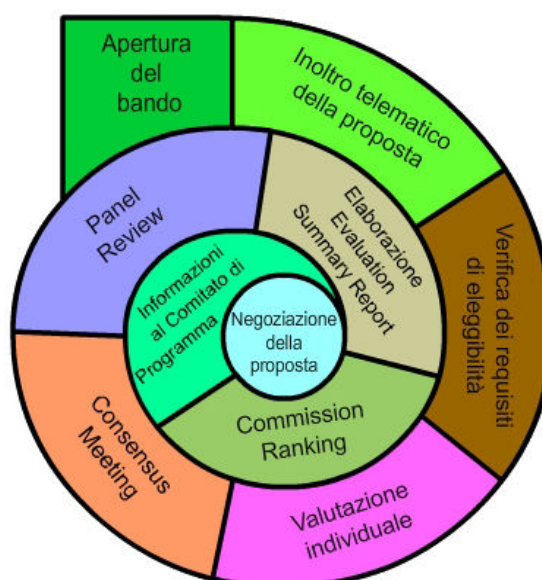 Apertura
del
bando
Inoltro telematico
della proposta
Verifica dei requisiti
di eleggibilità
Valutazione
individuale
Consensus
Meeting
Panel
Review
Elaborazione
Evaluation
Summary Report
Commission
Ranking
Informazioni
al Comitato di
Programma
Negoziazione
della
proposta